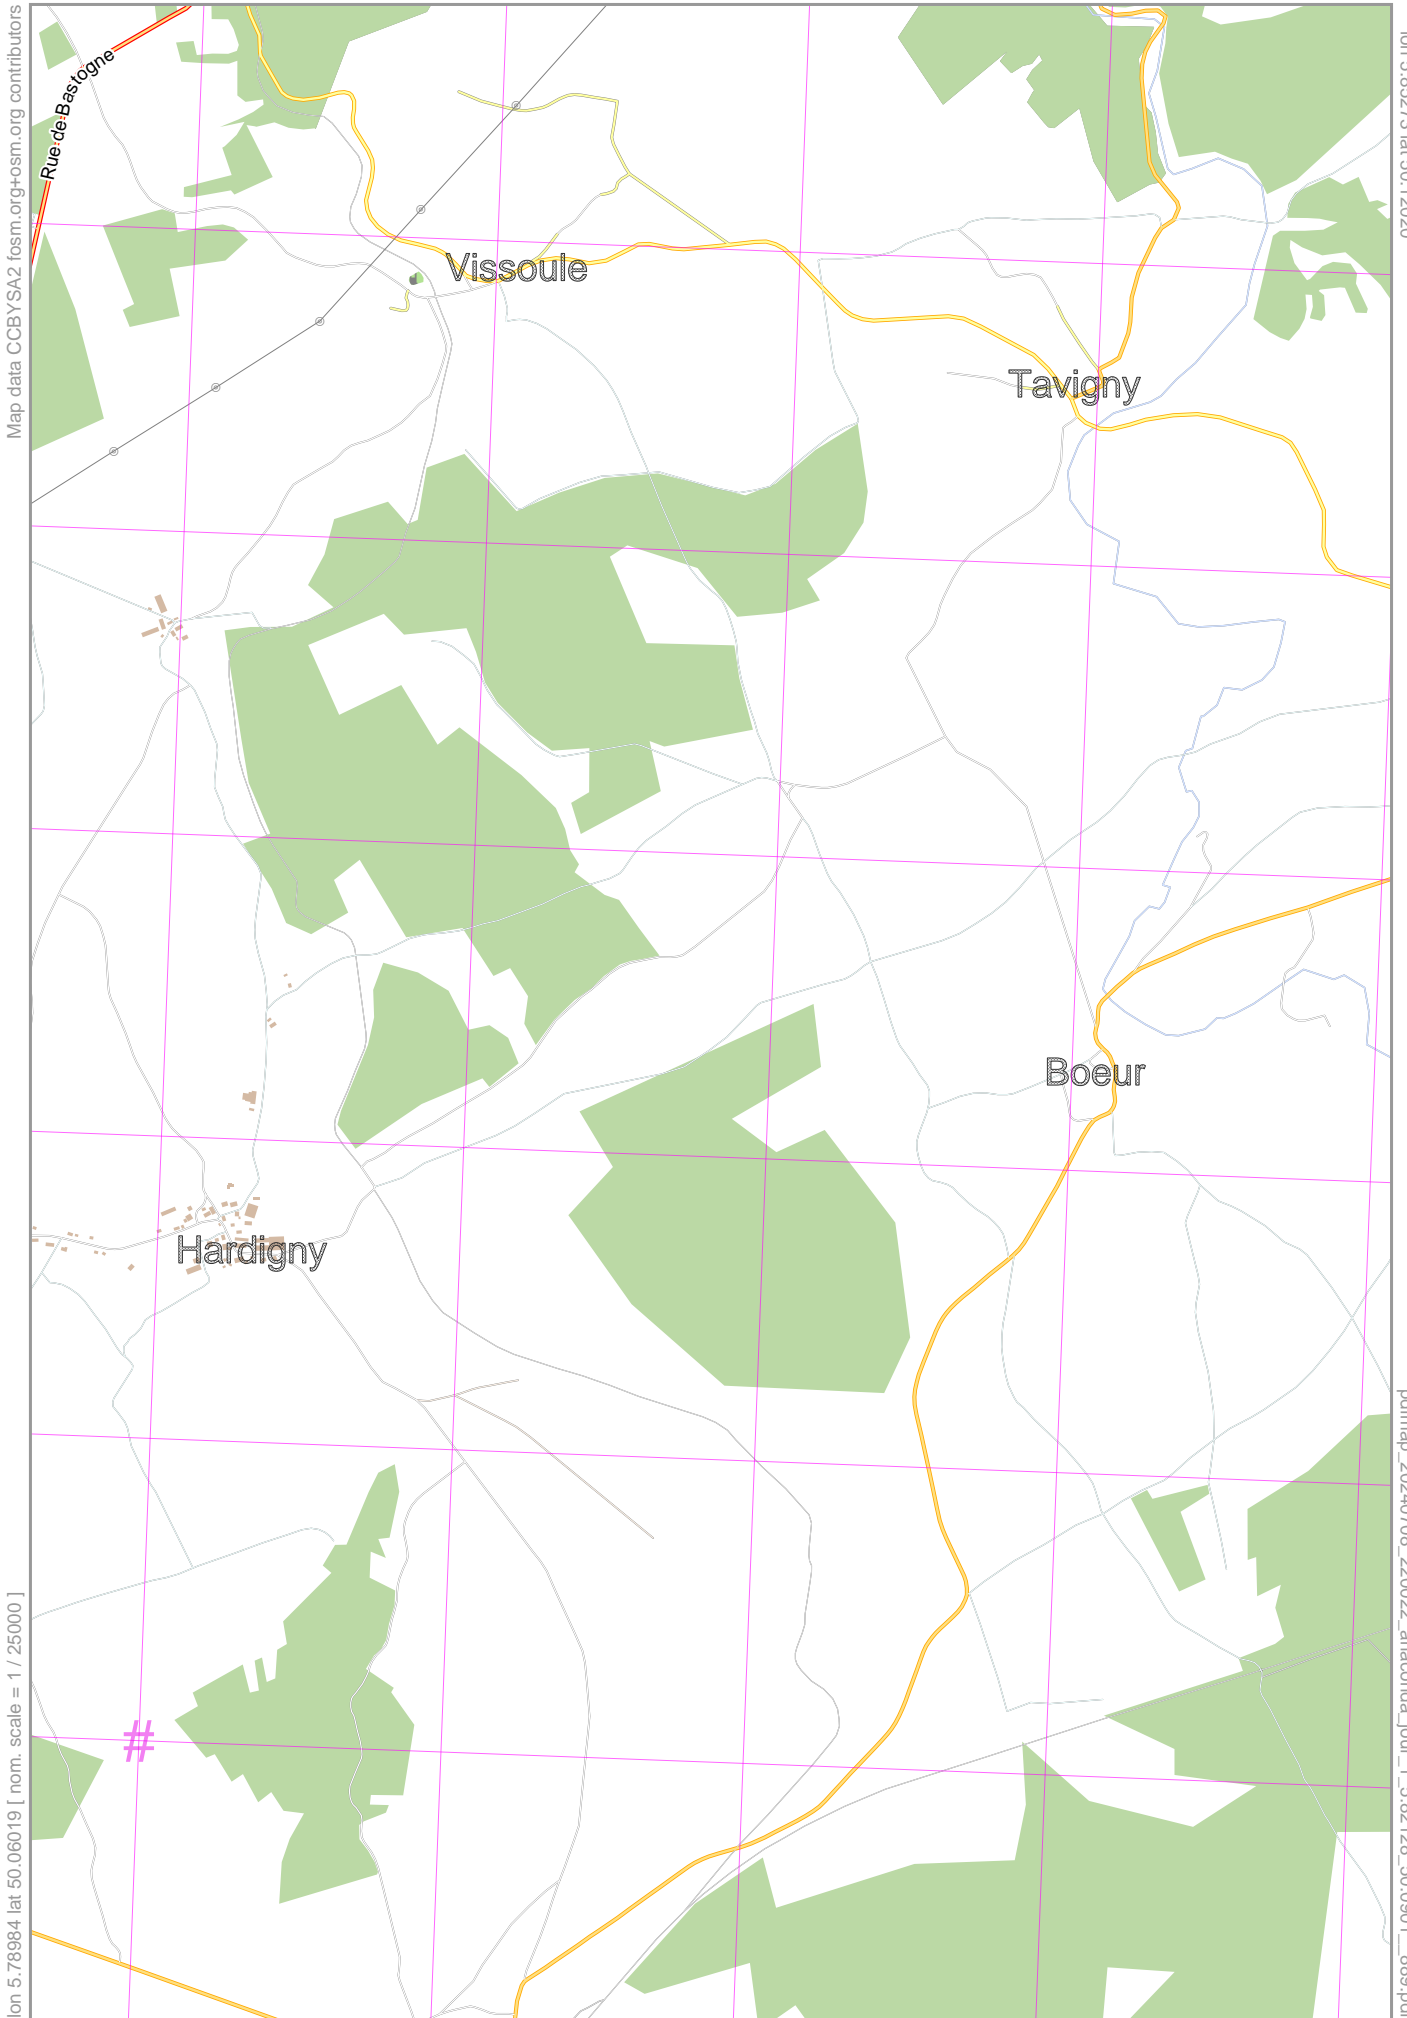 Map data CCBYSA2 fosm.org+osm.org contributors
Rue-de-Bastogne
Vissoule
Tavigny
Boeur
Hardigny
#
lon 5.78984 lat 50.06019 [ nom. scale = 1 / 25000 ]